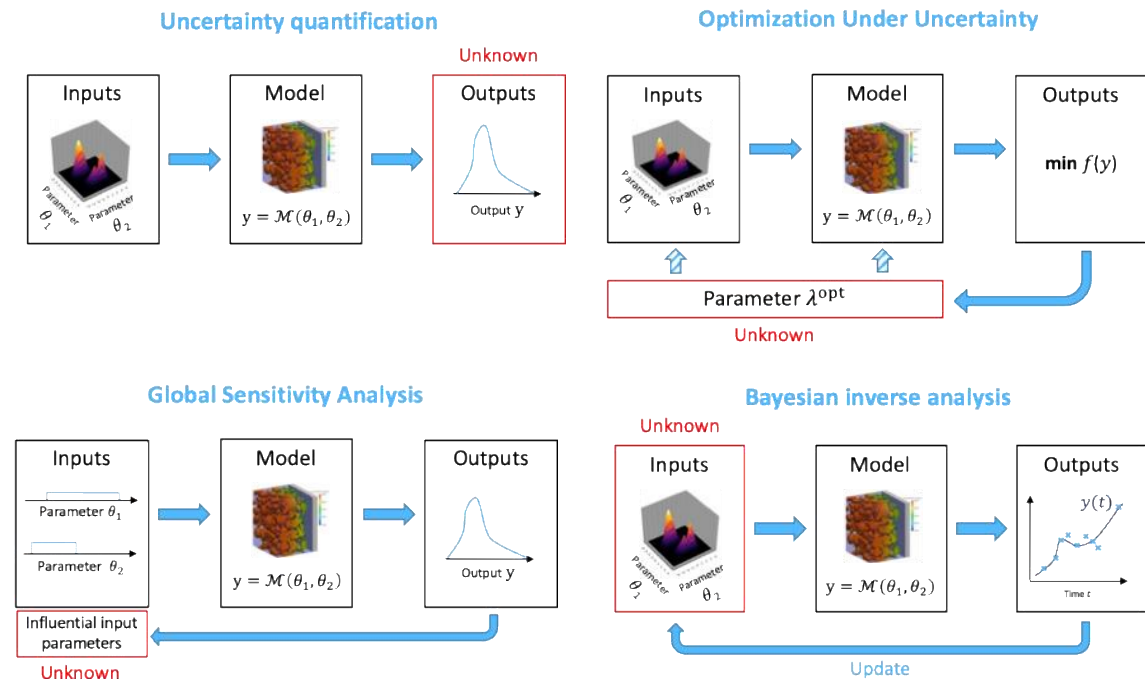 Uncertainty quantification
Unknown
Inputs
Parameter θ1
Parameter θ2
Model
y = ℳ(θ1, θ2)
Outputs
Output y
Optimization Under Uncertainty
Inputs
Parameter θ1
Parameter θ2
Model
y = ℳ(θ1, θ2)
Outputs
min f(y)
Parameter λ^opt
Unknown
Global Sensitivity Analysis
Inputs
Parameter θ1
Parameter θ2
Model
y = ℳ(θ1, θ2)
Outputs
Output y
Influential input
parameters
Unknown
Bayesian inverse analysis
Unknown
Inputs
Parameter θ1
Parameter θ2
Model
y = ℳ(θ1, θ2)
Outputs
y(t)
Time t
Update